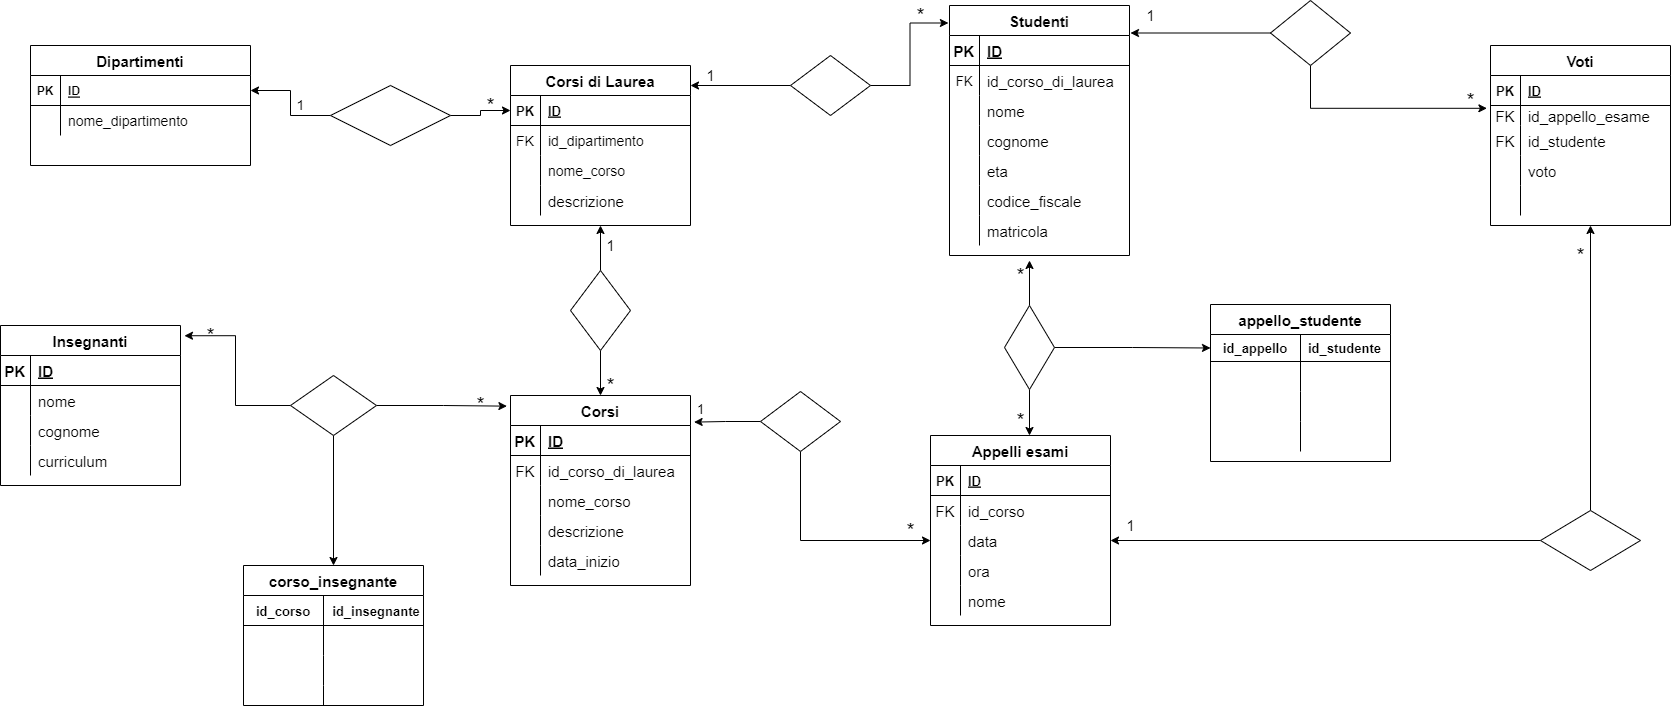 Dipartimenti
PK ID
nome_dipartimento
1
*
Corsi di Laurea
PK ID
FK id_dipartimento
nome_corso
descrizione
1
*
Studenti
PK ID
FK id_corso_di_laurea
nome
cognome
eta
codice_fiscale
matricola
1
*
Voti
PK ID
FK id_appello_esame
FK id_studente
voto
1
*
*
*
*
Insegnanti
PK ID
nome
cognome
curriculum
*
*
Corsi
PK ID
FK id_corso_di_laurea
nome_corso
descrizione
data_inizio
1
*
Appelli esami
PK ID
FK id_corso
data
ora
nome
1
appello_studente
id_appello id_studente
corso_insegnante
id_corso id_insegnante